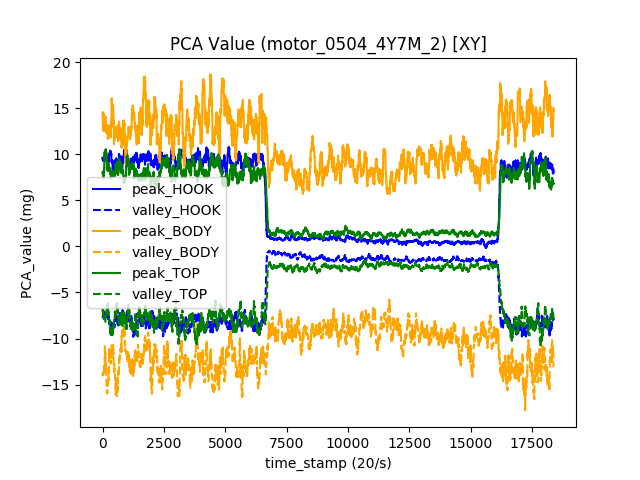 PCA Value (motor_0504_4Y7M_2) [XY]
PCA_value (mg)
20
15
10
5
0
−5
−10
−15
peak_HOOK
valley_HOOK
peak_BODY
valley_BODY
peak_TOP
valley_TOP
0
2500
5000
7500
10000
12500
15000
17500
time_stamp (20/s)